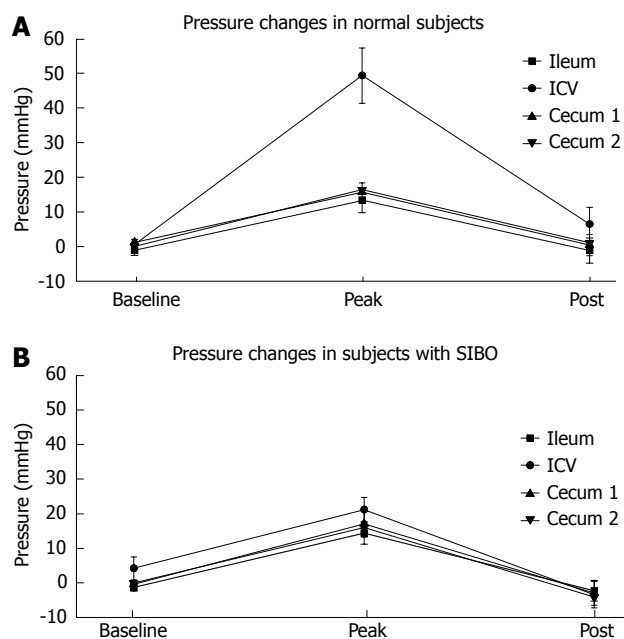 A
Pressure changes in normal subjects
Pressure (mmHg)
60
50
40
30
20
10
0
-10
Ileum
ICV
Cecum 1
Cecum 2
Baseline
Peak
Post
B
Pressure changes in subjects with SIBO
Pressure (mmHg)
60
50
40
30
20
10
0
-10
Ileum
ICV
Cecum 1
Cecum 2
Baseline
Peak
Post